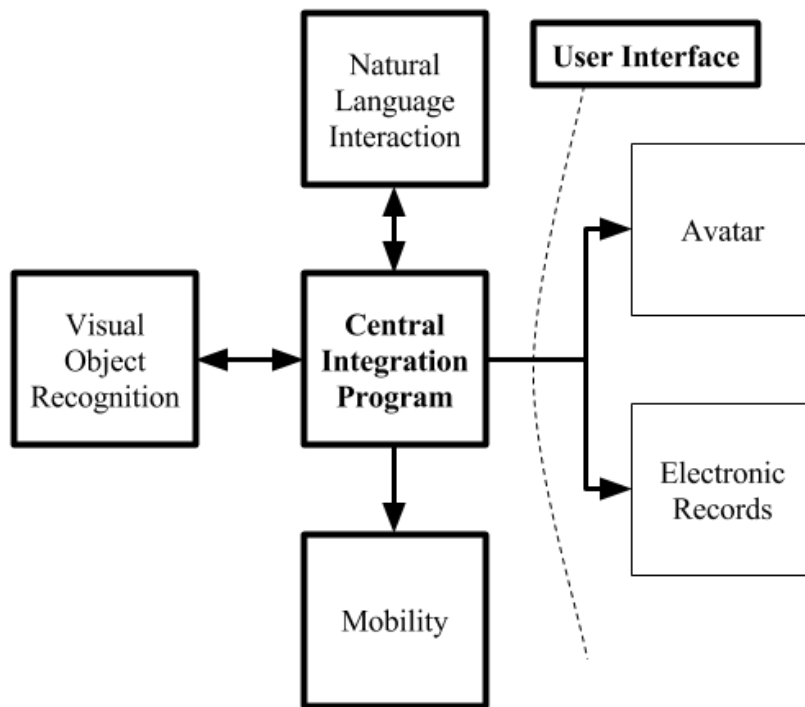 Natural
Language
Interaction
User Interface
Avatar
Visual
Object
Recognition
Central
Integration
Program
Electronic
Records
Mobility